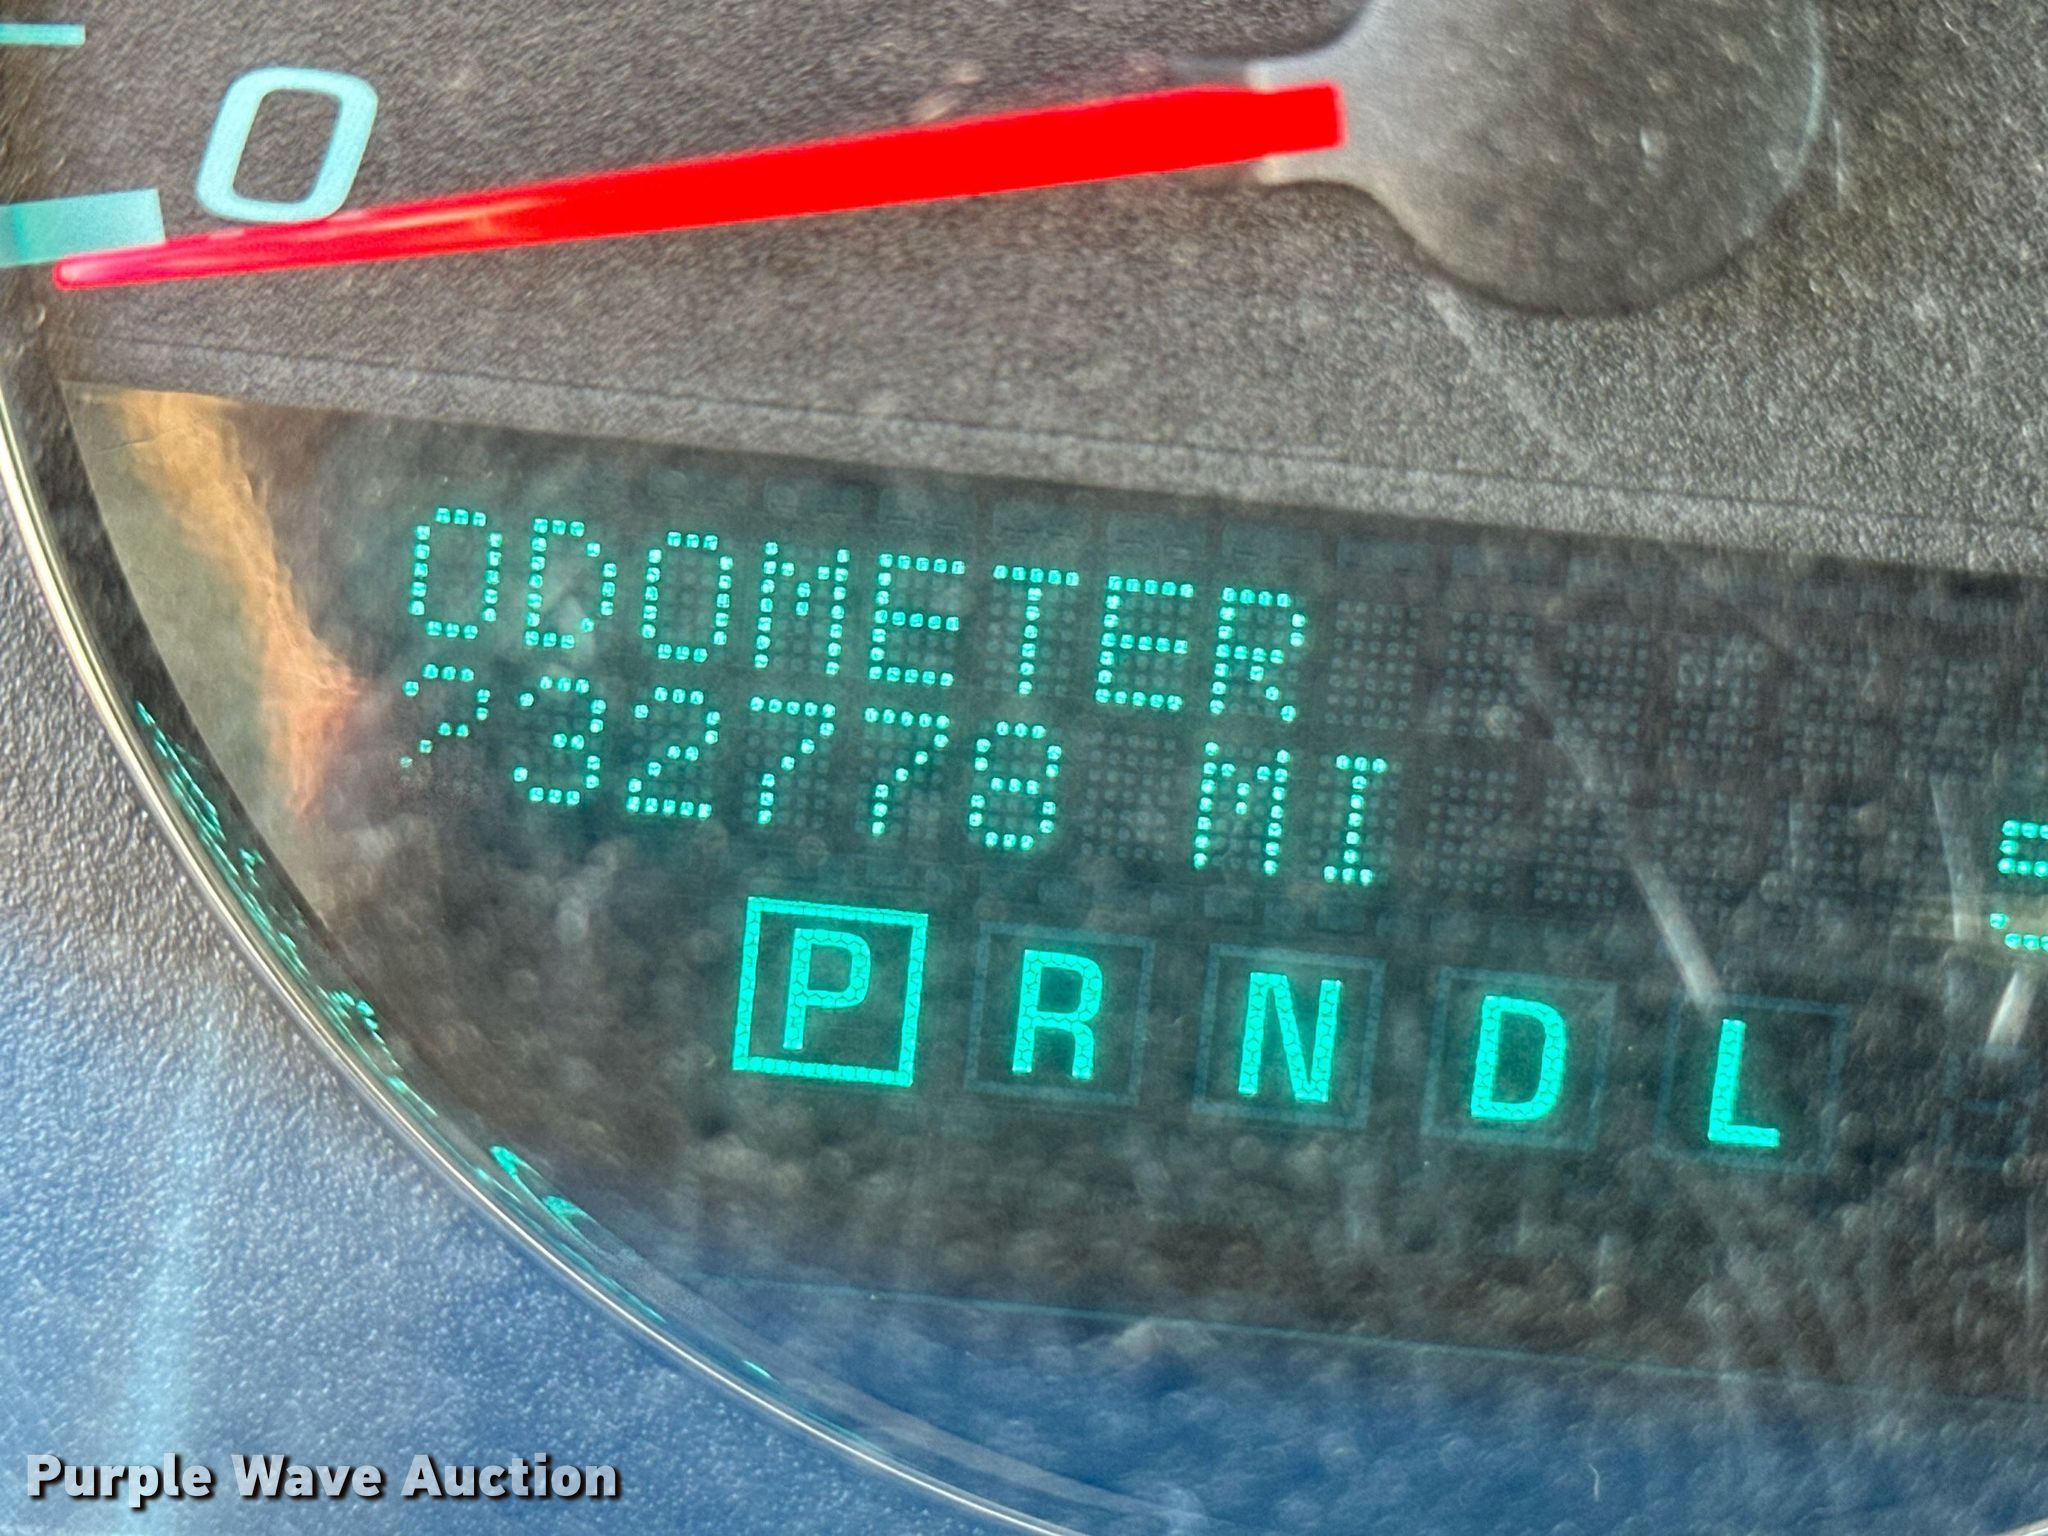 0
ODOMETER
232778 MI
P R N D L
Purple Wave Auction